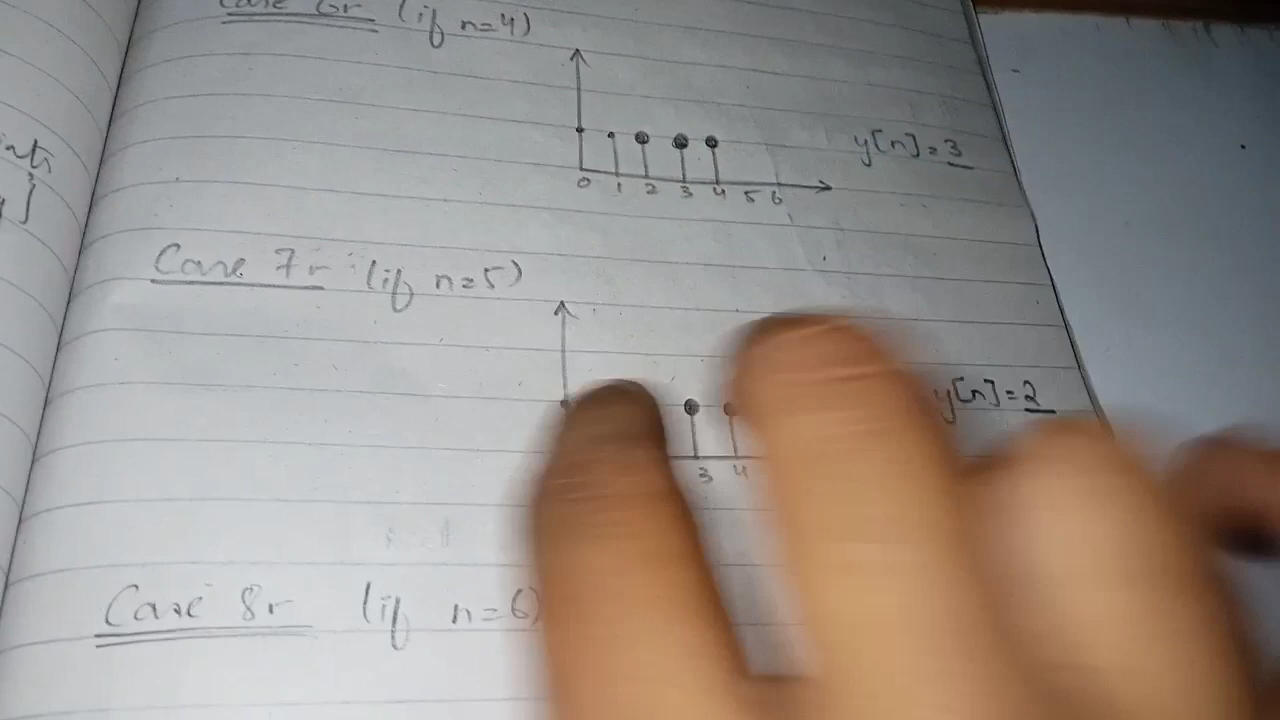 Case 6:- (if n=4)
y[n]=3
0 1 2 3 4 5 6
Case 7:- (if n=5)
y[n]=2
3 4
Case 8:- (if n=6)